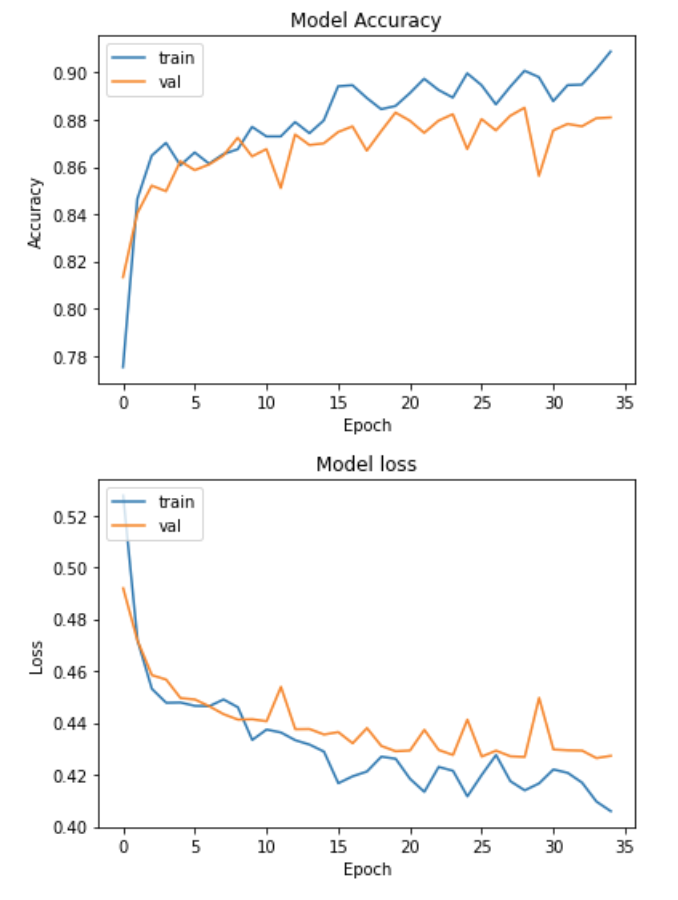 Model Accuracy
train
val
0.90
0.88
0.86
0.84
0.82
0.80
0.78
Accuracy
0 5 10 15 20 25 30 35
Epoch
Model loss
train
val
0.52
0.50
0.48
0.46
0.44
0.42
0.40
Loss
0 5 10 15 20 25 30 35
Epoch